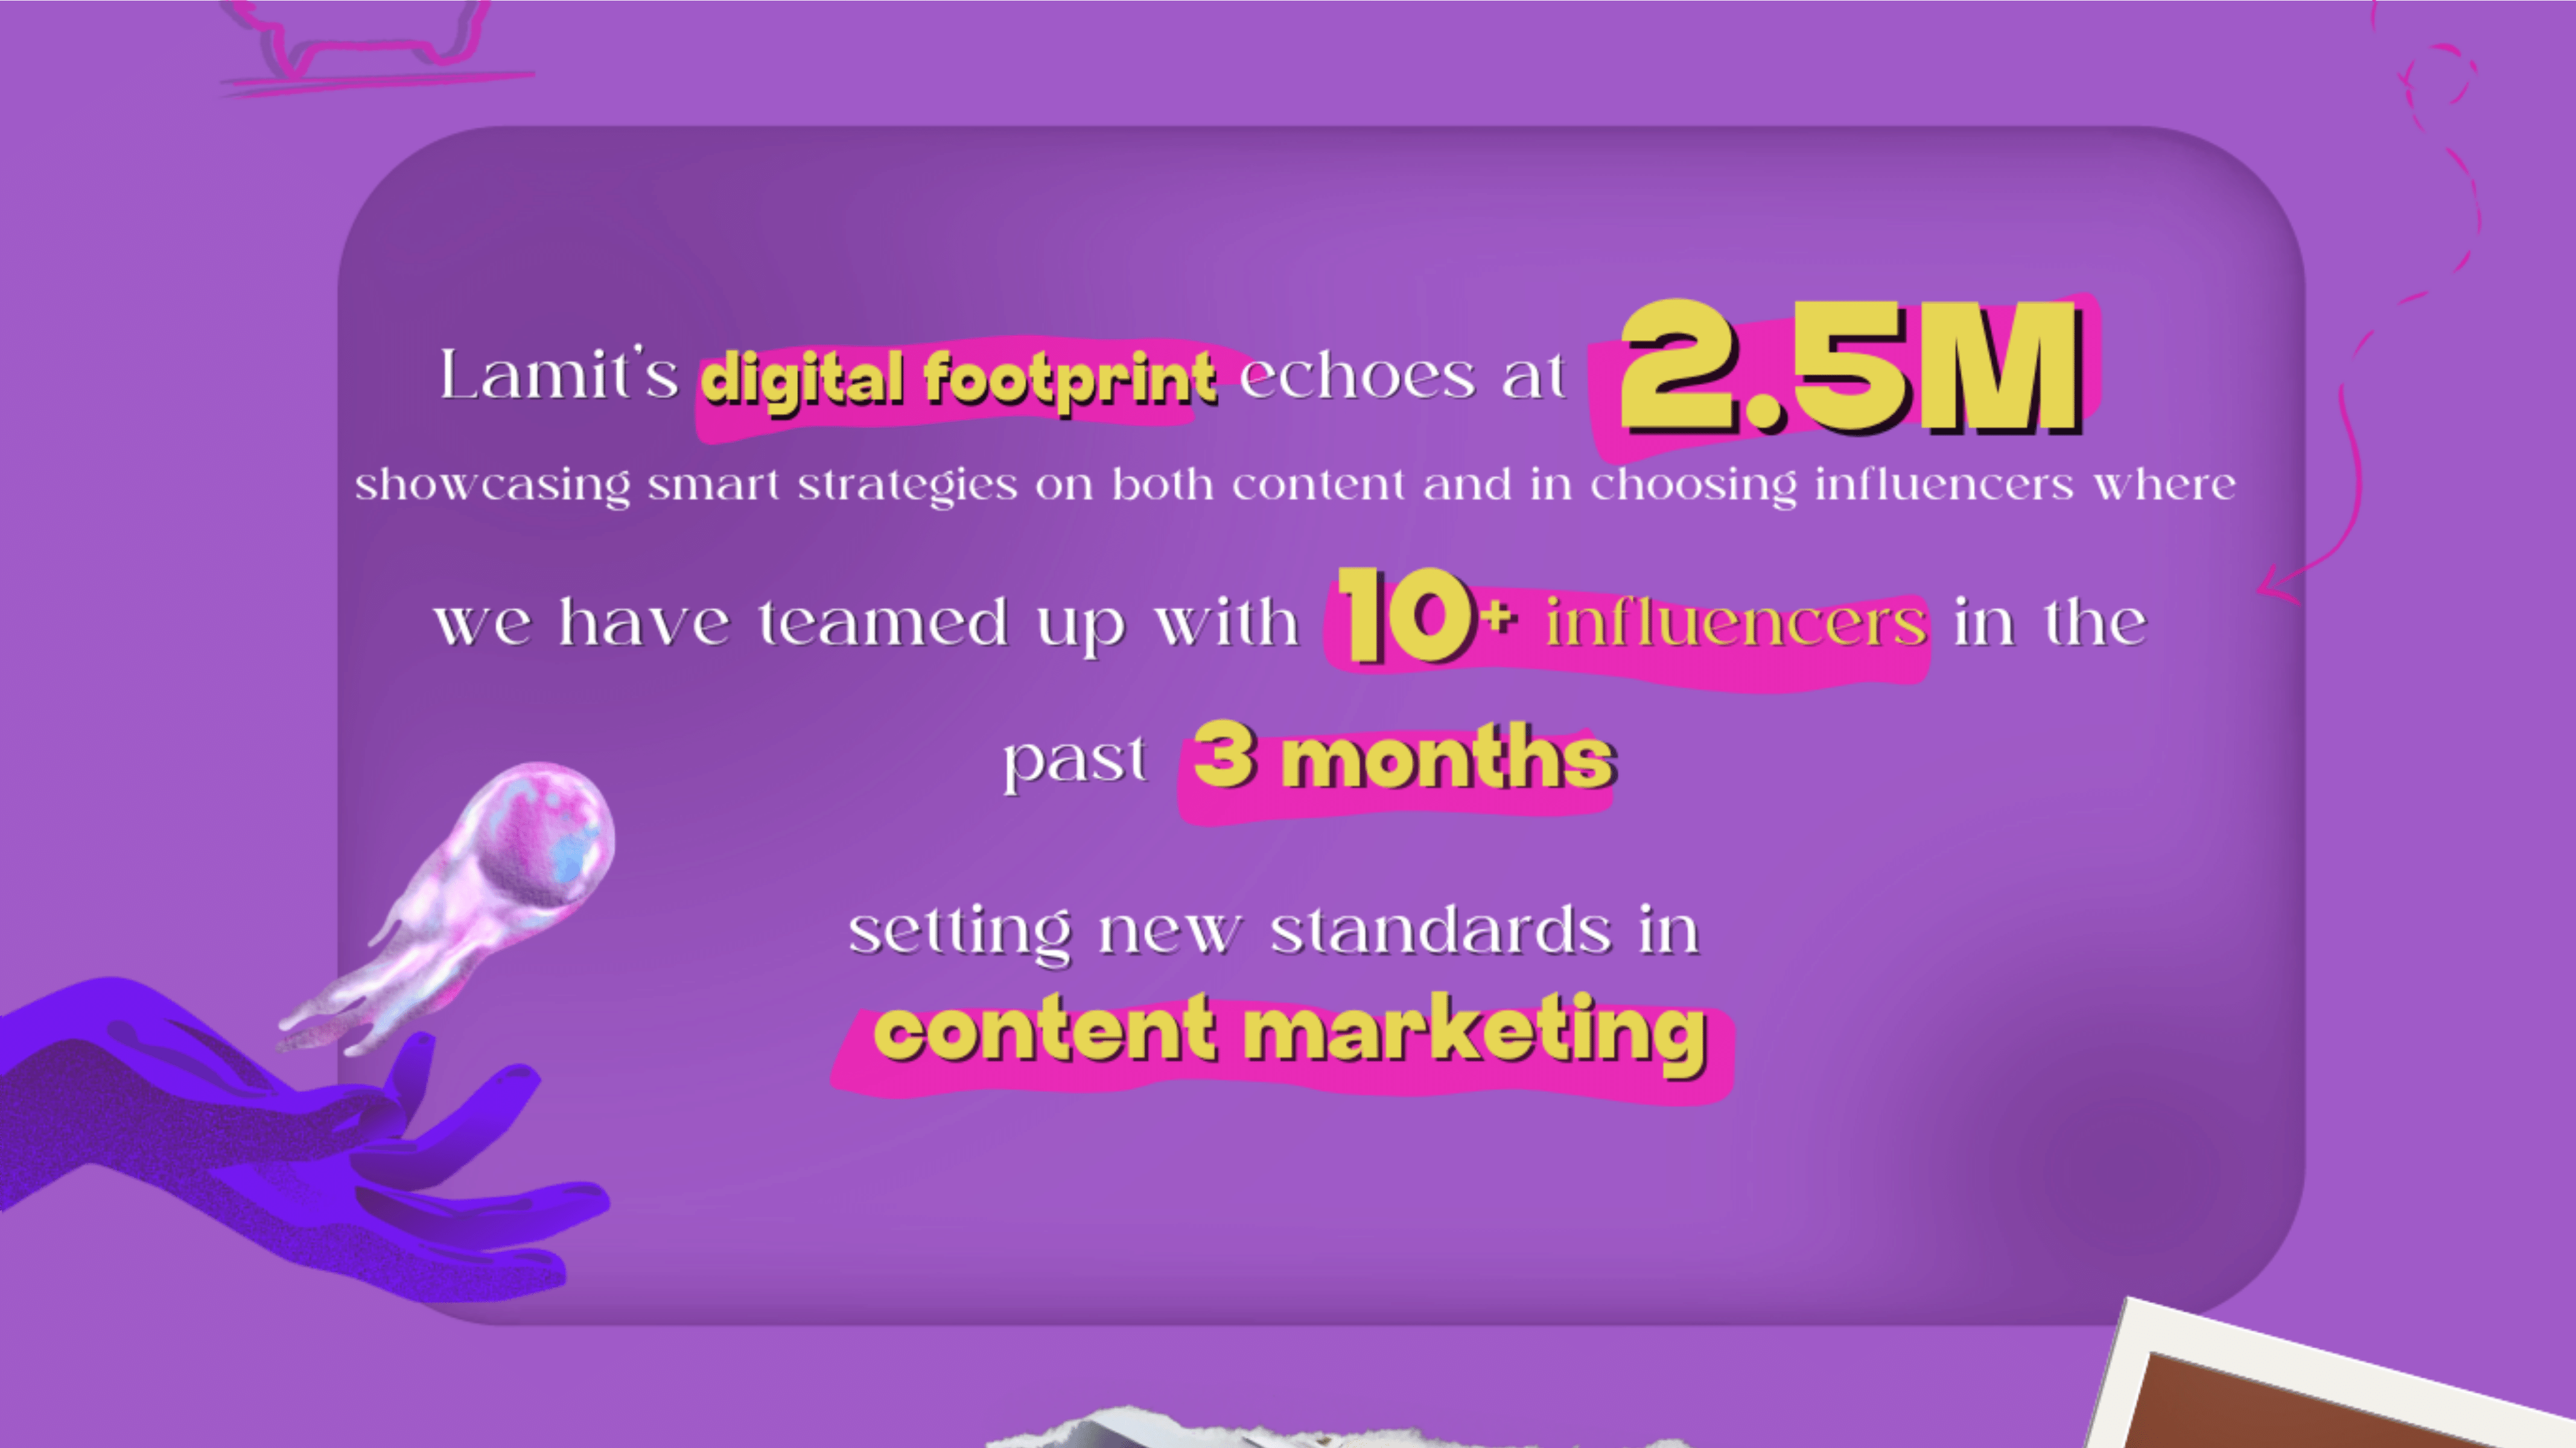 Lamit's digital footprint echoes at 2.5M
showcasing smart strategies on both content and in choosing influencers where
we have teamed up with 10+ influencers in the
past 3 months
setting new standards in
content marketing